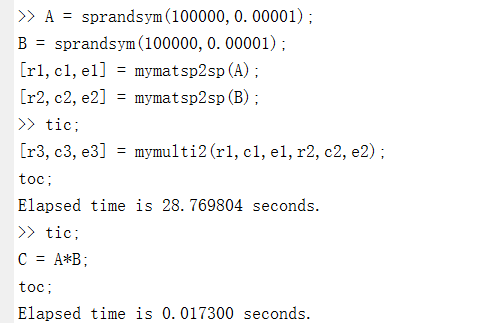 >> A = sprandsym(100000,0.00001);
B = sprandsym(100000,0.00001);
[r1,c1,e1] = mymatsp2sp(A);
[r2,c2,e2] = mymatsp2sp(B);
>> tic;
[r3,c3,e3] = mymulti2(r1,c1,e1,r2,c2,e2);
toc;
Elapsed time is 28.769804 seconds.
>> tic;
C = A*B;
toc;
Elapsed time is 0.017300 seconds.